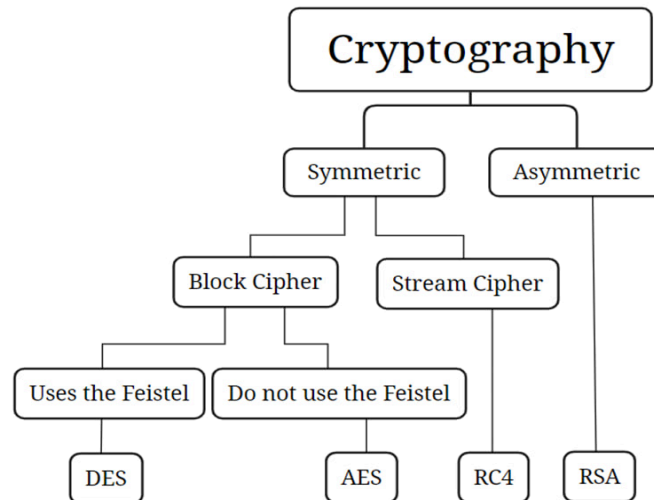 Cryptography
Symmetric
Asymmetric
Block Cipher
Stream Cipher
Uses the Feistel
Do not use the Feistel
DES
AES
RC4
RSA